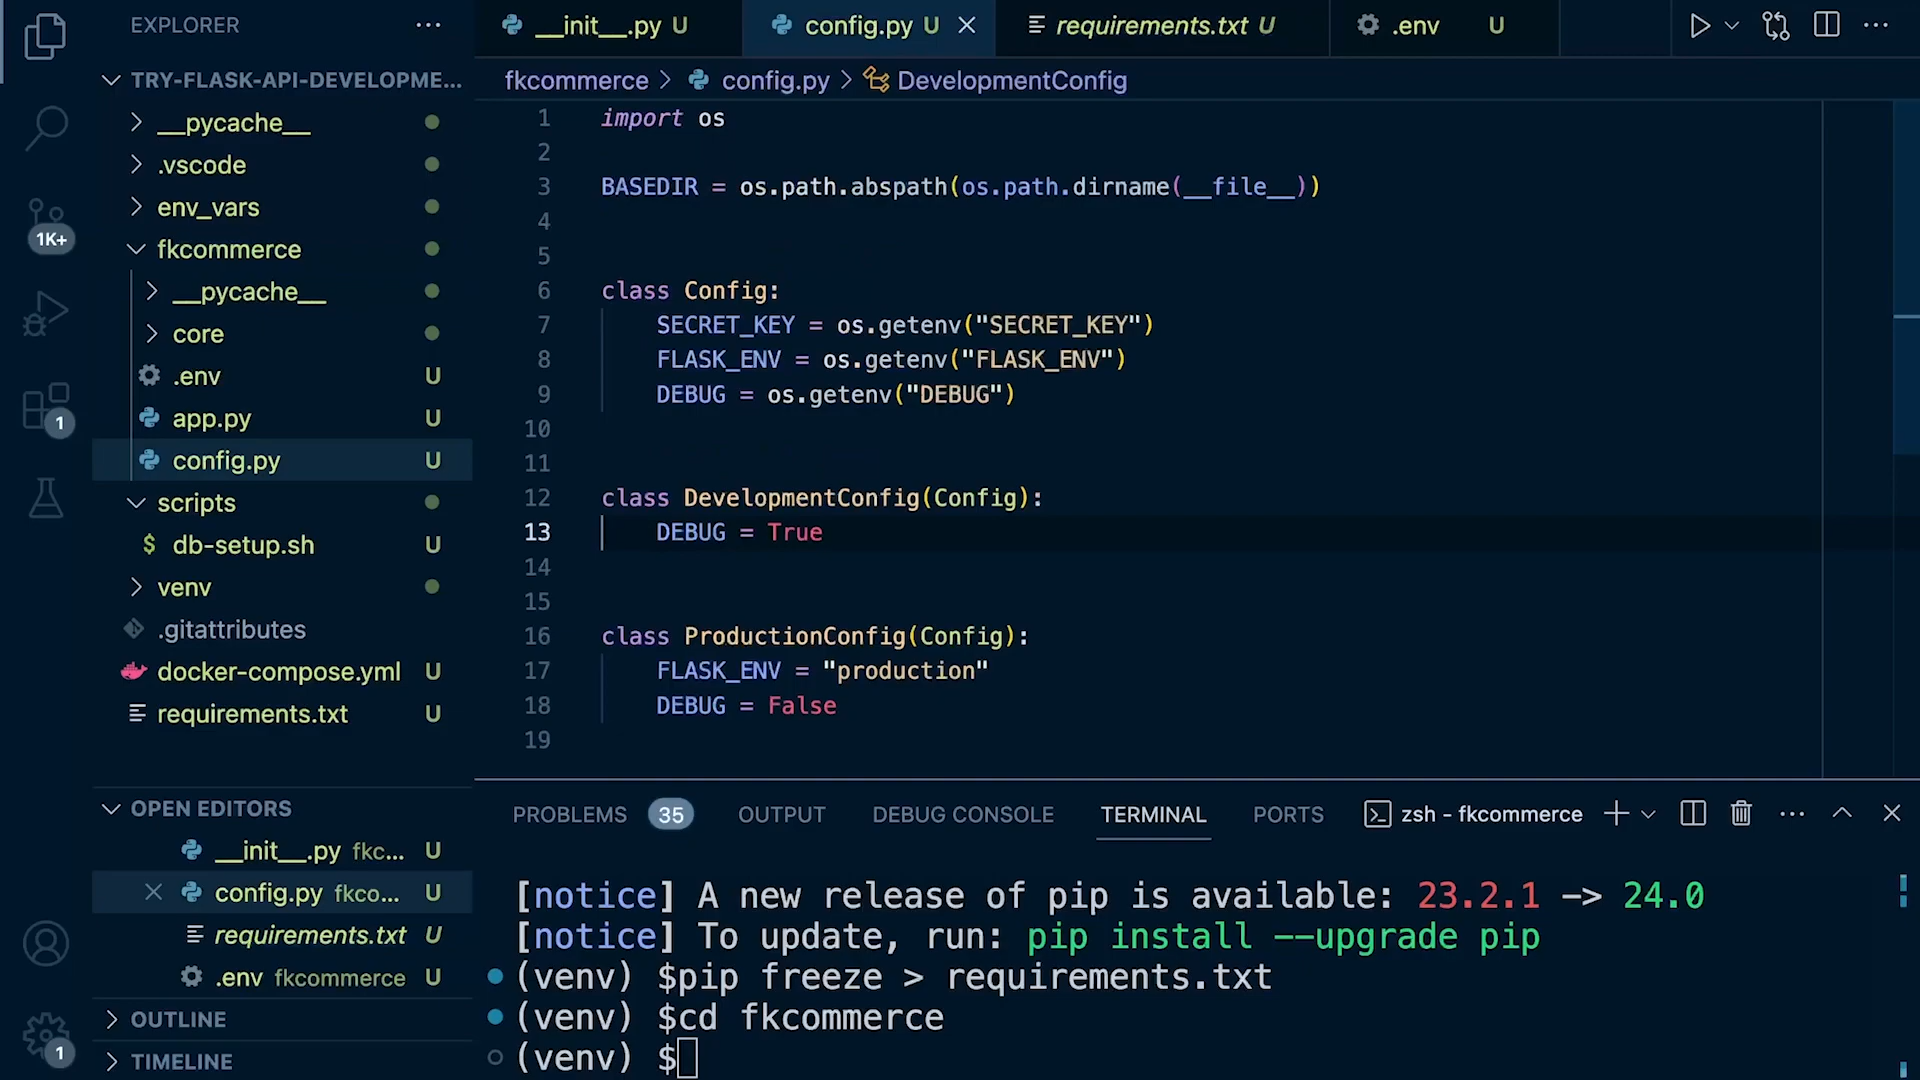 EXPLORER
TRY-FLASK-API-DEVELOPME...
__pycache__
.vscode
env_vars
fkcommerce
__pycache__
core
.env U
app.py U
config.py U
scripts
$ db-setup.sh U
venv
.gitattributes
docker-compose.yml U
requirements.txt U
OPEN EDITORS
__init__.py fkc... U
config.py fkco... U
requirements.txt U
.env fkcommerce U
OUTLINE
TIMELINE
1K+
1
1
__init__.py U
config.py U
requirements.txt U
.env U
fkcommerce > config.py > DevelopmentConfig
1 import os
2
3 BASEDIR = os.path.abspath(os.path.dirname(__file__))
4
5
6 class Config:
7 SECRET_KEY = os.getenv("SECRET_KEY")
8 FLASK_ENV = os.getenv("FLASK_ENV")
9 DEBUG = os.getenv("DEBUG")
10
11
12 class DevelopmentConfig(Config):
13 DEBUG = True
14
15
16 class ProductionConfig(Config):
17 FLASK_ENV = "production"
18 DEBUG = False
19
PROBLEMS 35 OUTPUT DEBUG CONSOLE TERMINAL PORTS zsh - fkcommerce
[notice] A new release of pip is available: 23.2.1 -> 24.0
[notice] To update, run: pip install --upgrade pip
(venv) $pip freeze > requirements.txt
(venv) $cd fkcommerce
(venv) $